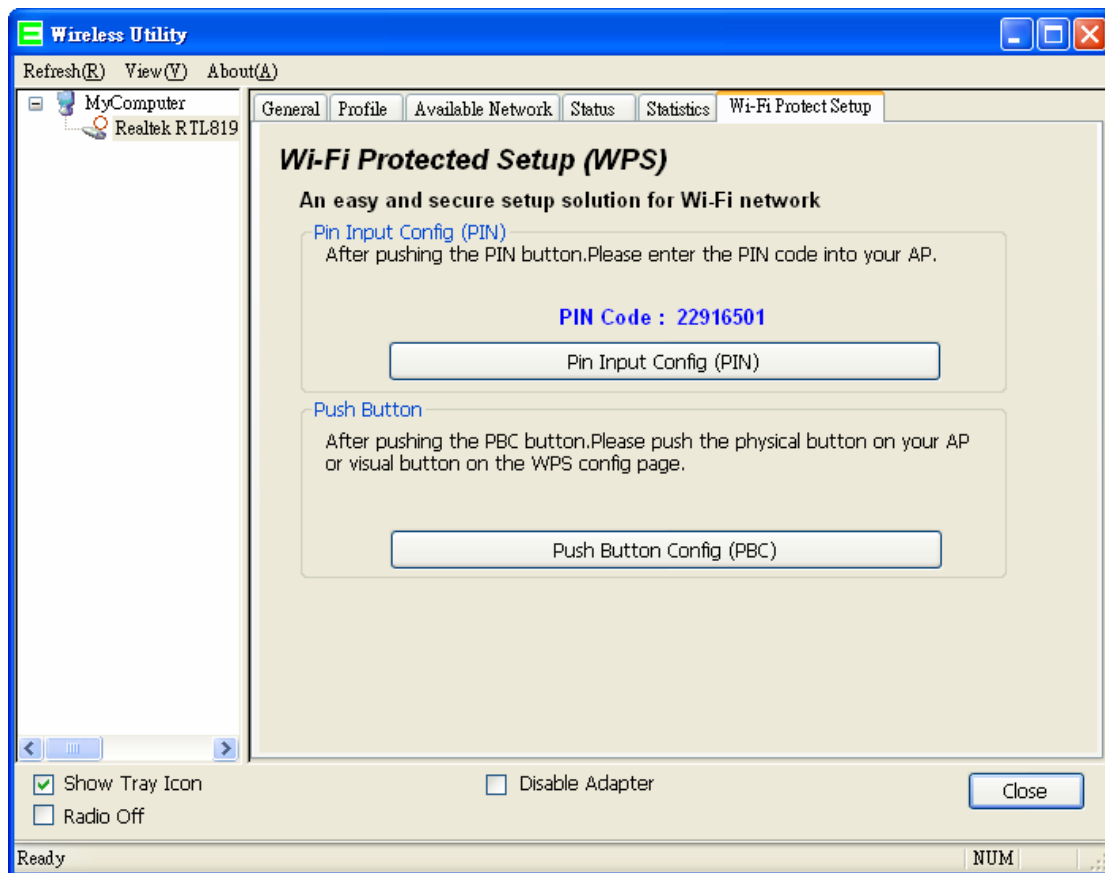 Wireless Utility
Refresh(R) View(V) About(A)
MyComputer
Realtek RTL819
General Profile Available Network Status Statistics Wi-Fi Protect Setup
Wi-Fi Protected Setup (WPS)
An easy and secure setup solution for Wi-Fi network
Pin Input Config (PIN)
After pushing the PIN button.Please enter the PIN code into your AP.
PIN Code : 22916501
Pin Input Config (PIN)
Push Button
After pushing the PBC button.Please push the physical button on your AP
or visual button on the WPS config page.
Push Button Config (PBC)
Show Tray Icon
Disable Adapter
Close
Radio Off
Ready
NUM